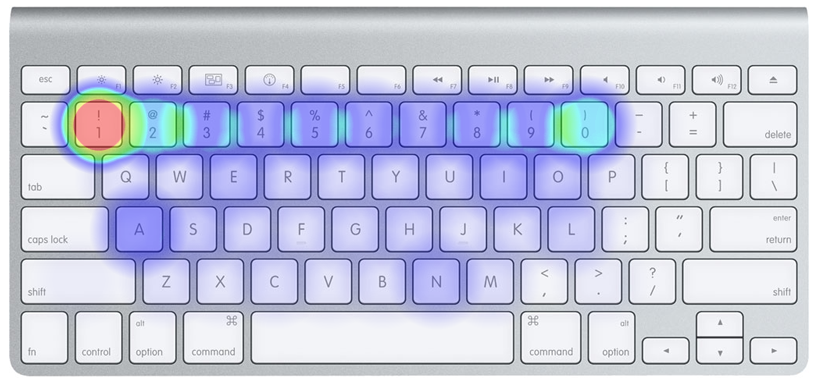 esc F1 F2 F3 F4 F5 F6 F7 F8 F9 F10 F11 F12
~ ! @ # $ % ^ & * ( ) _ +
` 1 2 3 4 5 6 7 8 9 0 - = delete
tab Q W E R T Y U I O P { [ } ] | \
caps lock A S D F G H J K L : ; " ' enter return
shift Z X C V B N M < , > . ? / shift
fn control alt option ⌘ command ⌘ command alt option